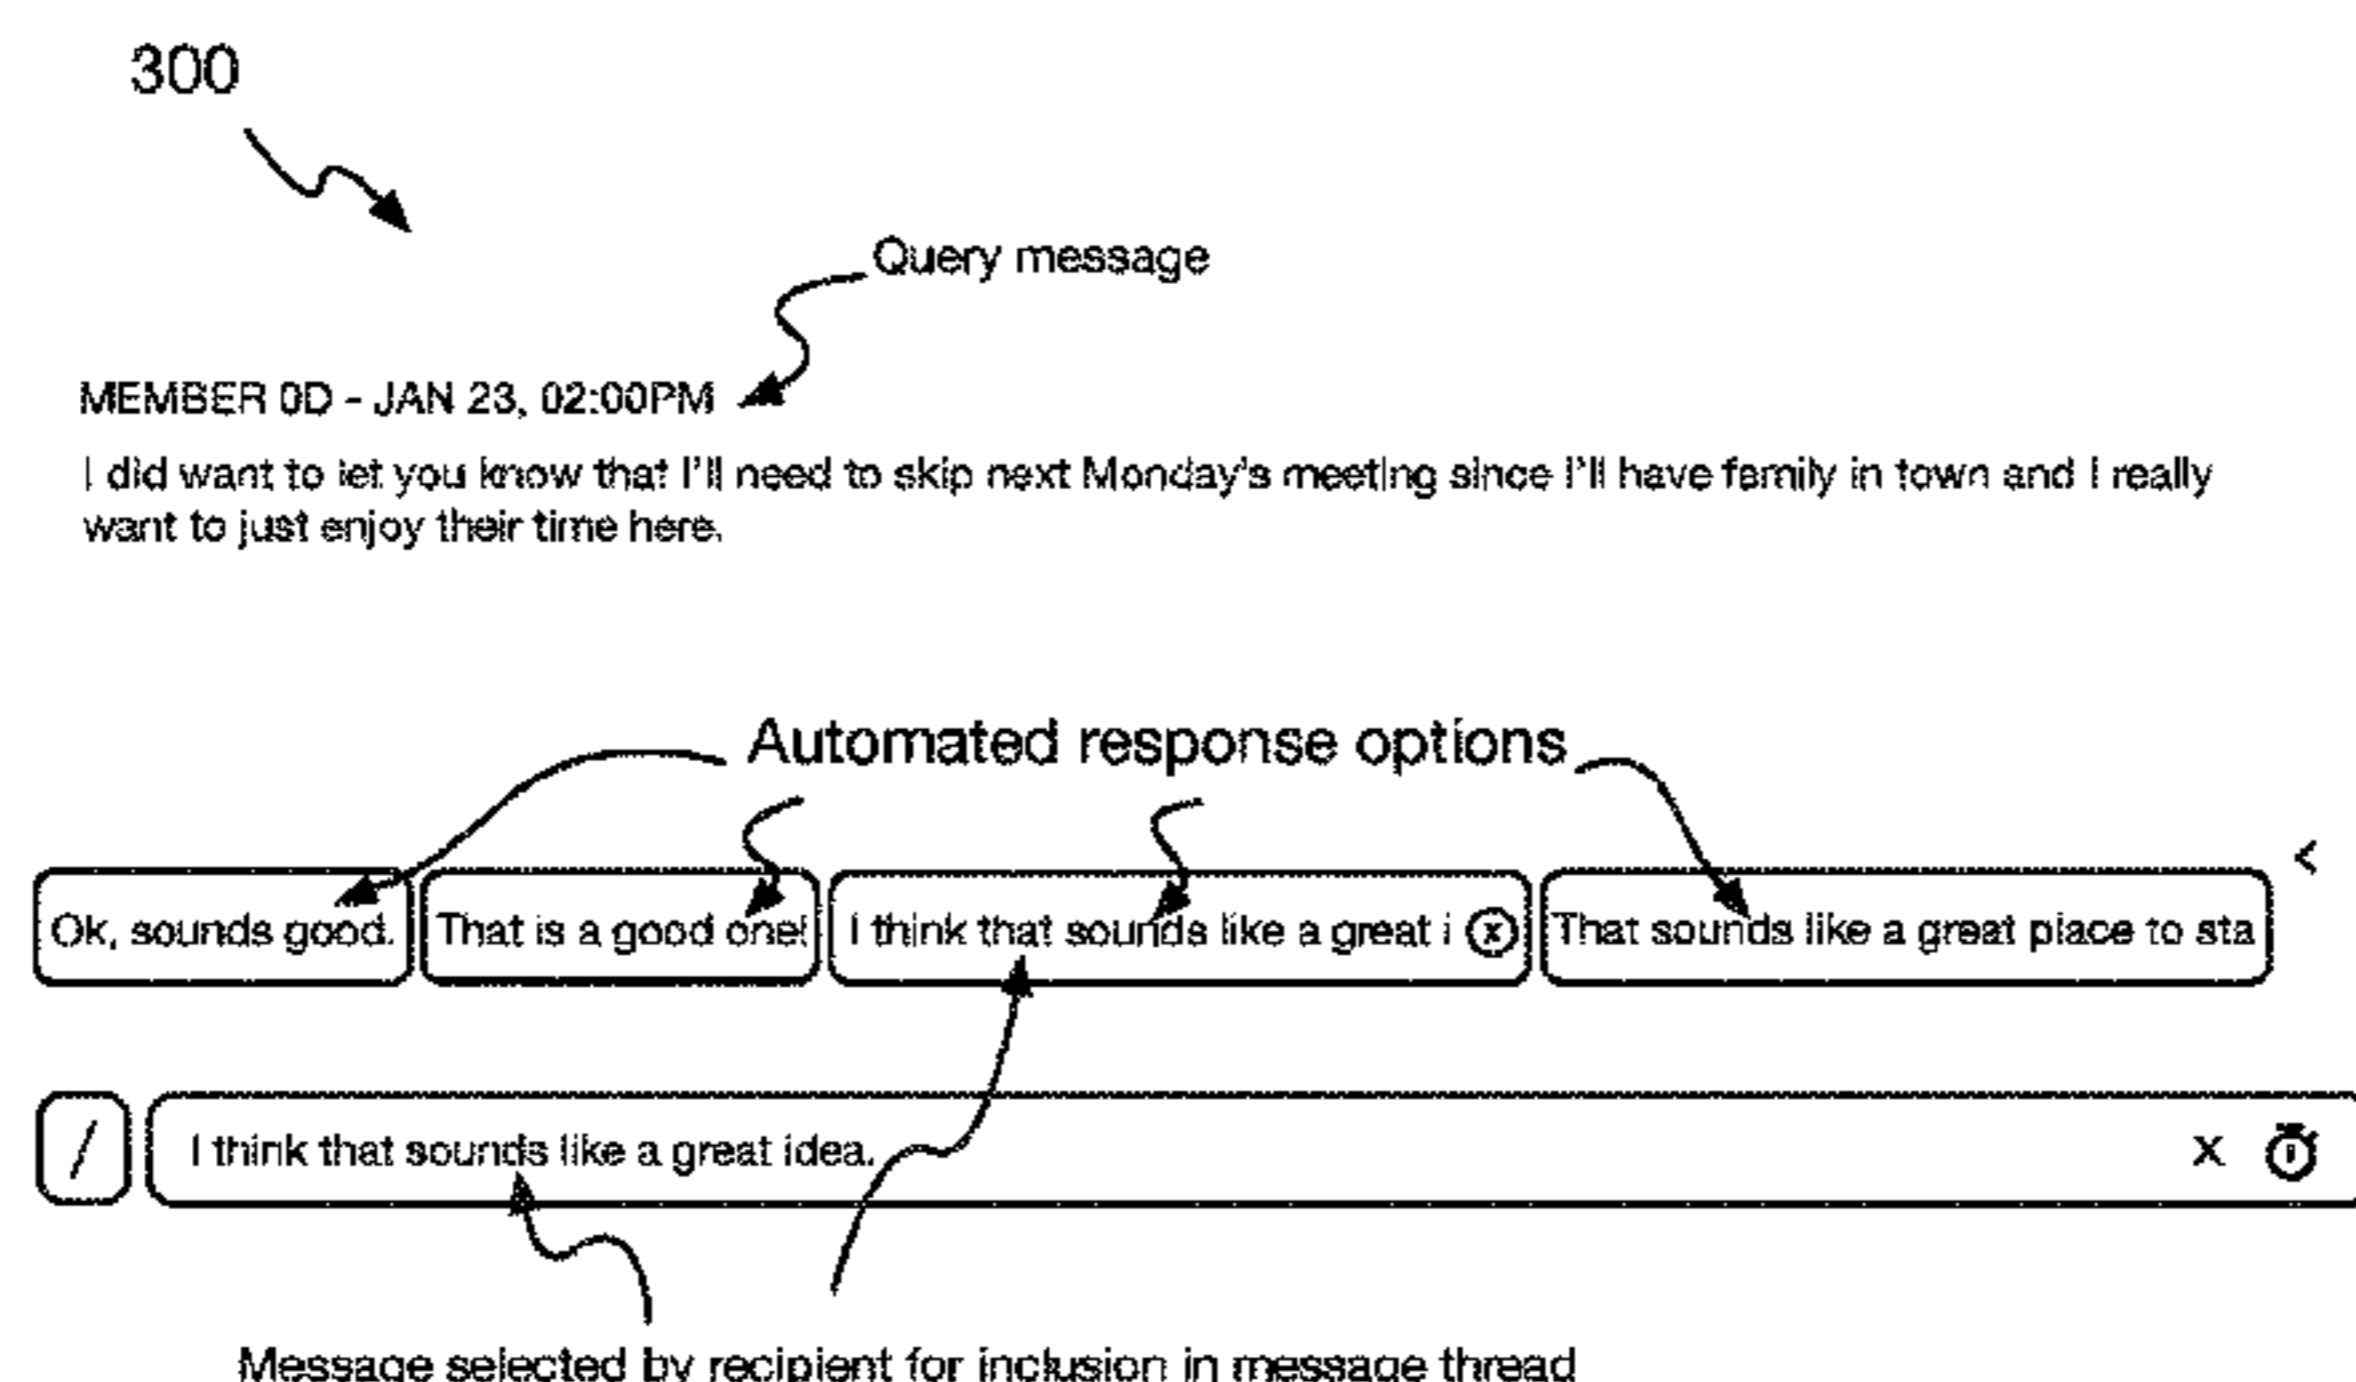 300
Query message
MEMBER 0D - JAN 23, 02:00PM
I did want to let you know that I'll need to skip next Monday's meeting since I'll have family in town and I really
want to just enjoy their time here.
Automated response options
<
Ok, sounds good. That is a good one! I think that sounds like a great i x That sounds like a great place to sta
/ I think that sounds like a great idea. X
Message selected by recipient for inclusion in message thread